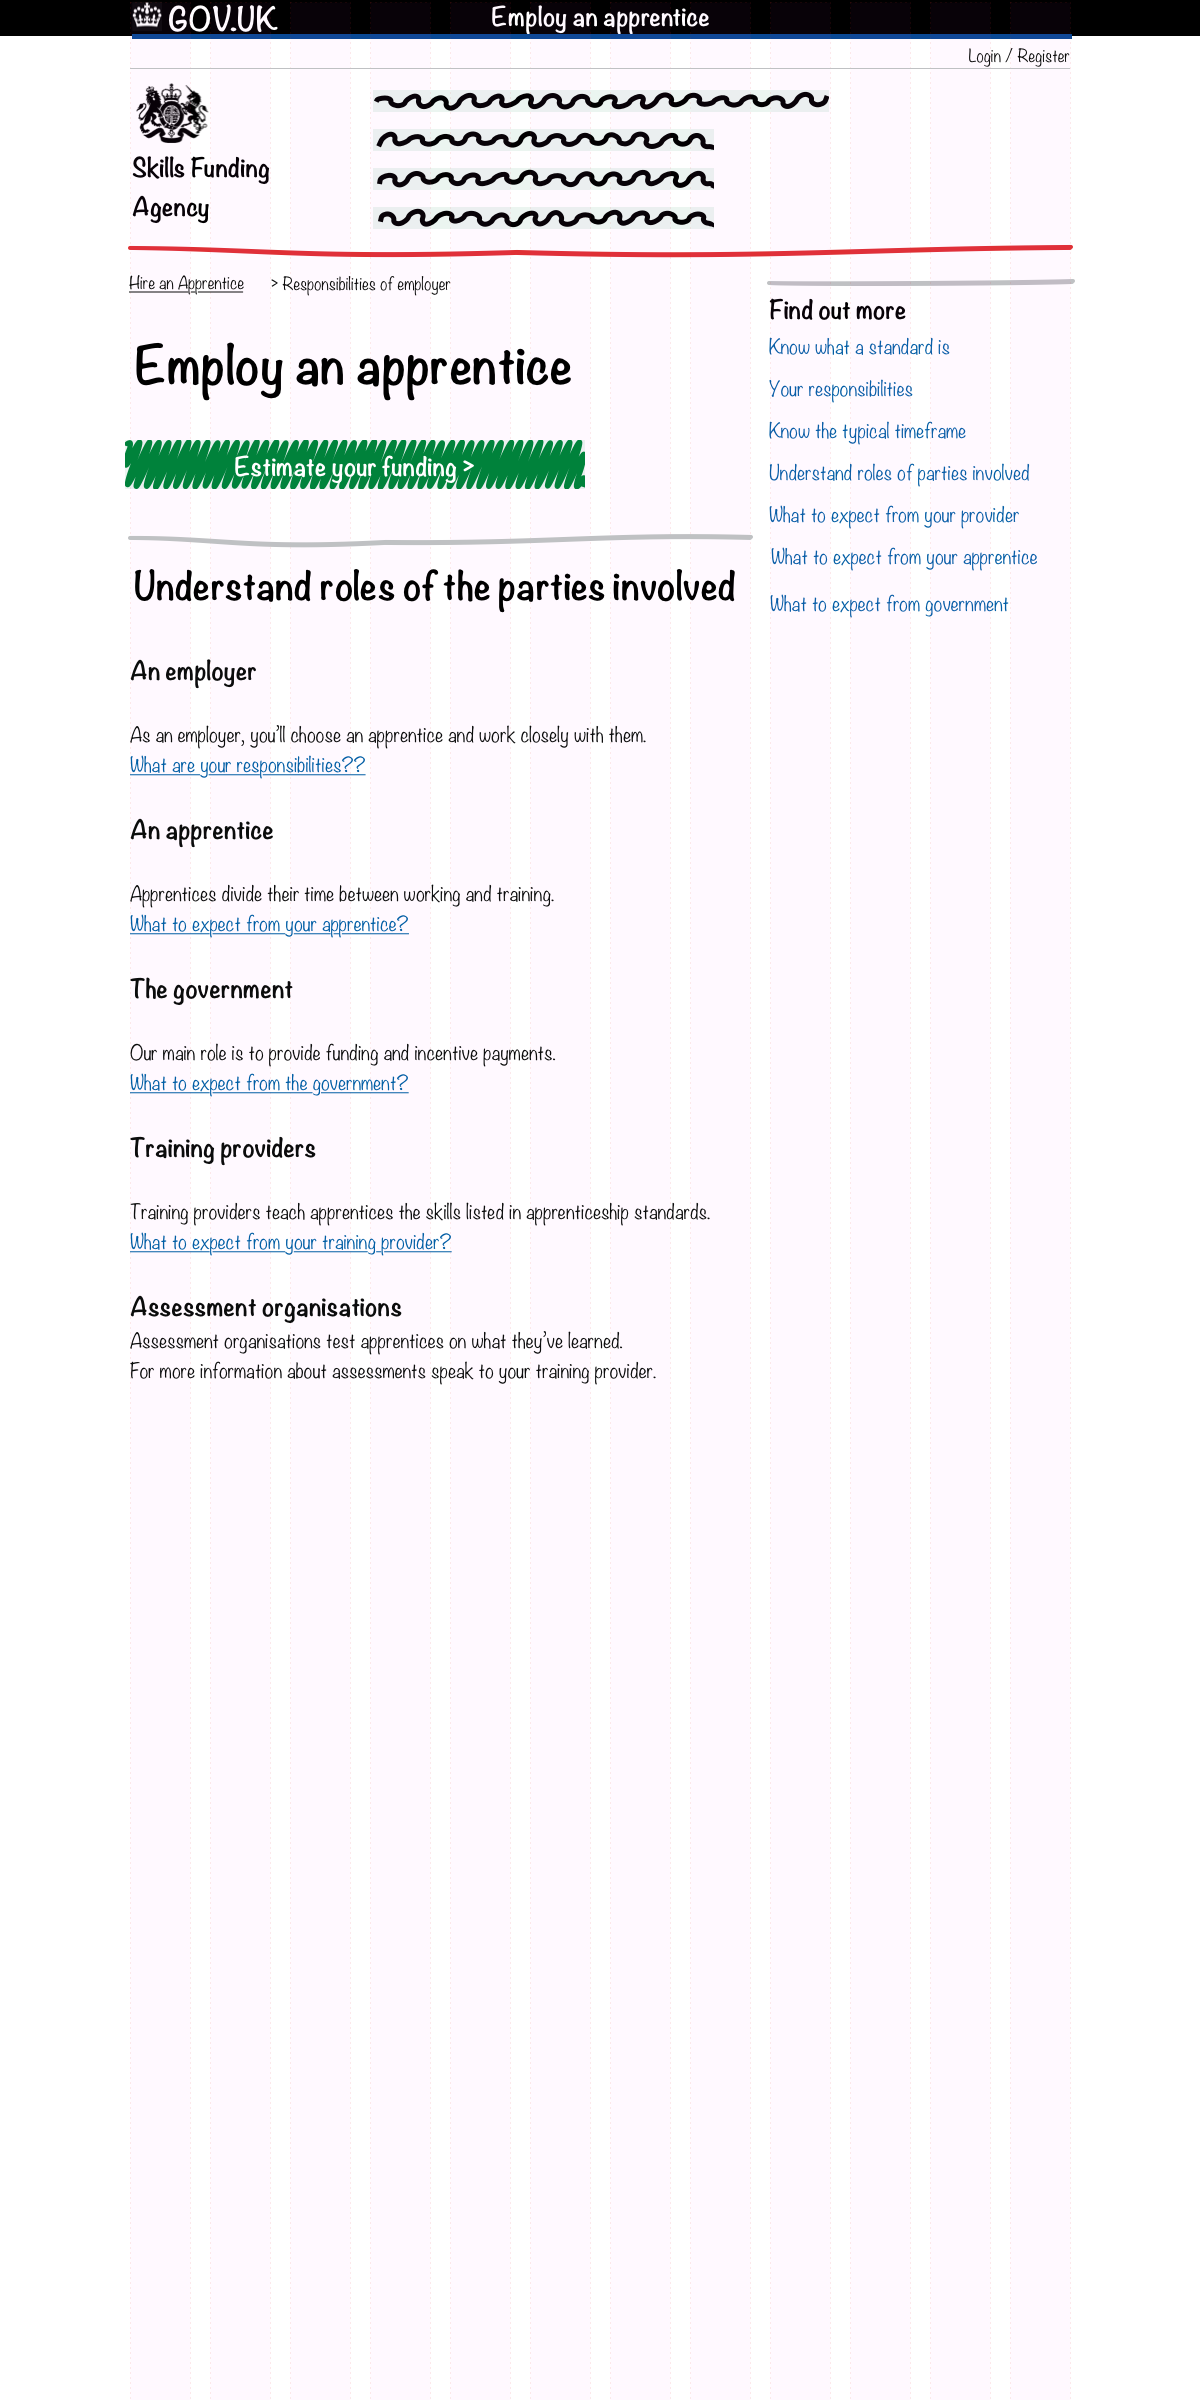 GOV.UK
Employ an apprentice
Login / Register
Skills Funding
Agency
Hire an Apprentice > Responsibilities of employer
Employ an apprentice
Estimate your funding >
Understand roles of the parties involved
An employer
As an employer, you'll choose an apprentice and work closely with them.
What are your responsibilities??
An apprentice
Apprentices divide their time between working and training.
What to expect from your apprentice?
The government
Our main role is to provide funding and incentive payments.
What to expect from the government?
Training providers
Training providers teach apprentices the skills listed in apprenticeship standards.
What to expect from your training provider?
Assessment organisations
Assessment organisations test apprentices on what they've learned.
For more information about assessments speak to your training provider.
Find out more
Know what a standard is
Your responsibilities
Know the typical timeframe
Understand roles of parties involved
What to expect from your provider
What to expect from your apprentice
What to expect from government